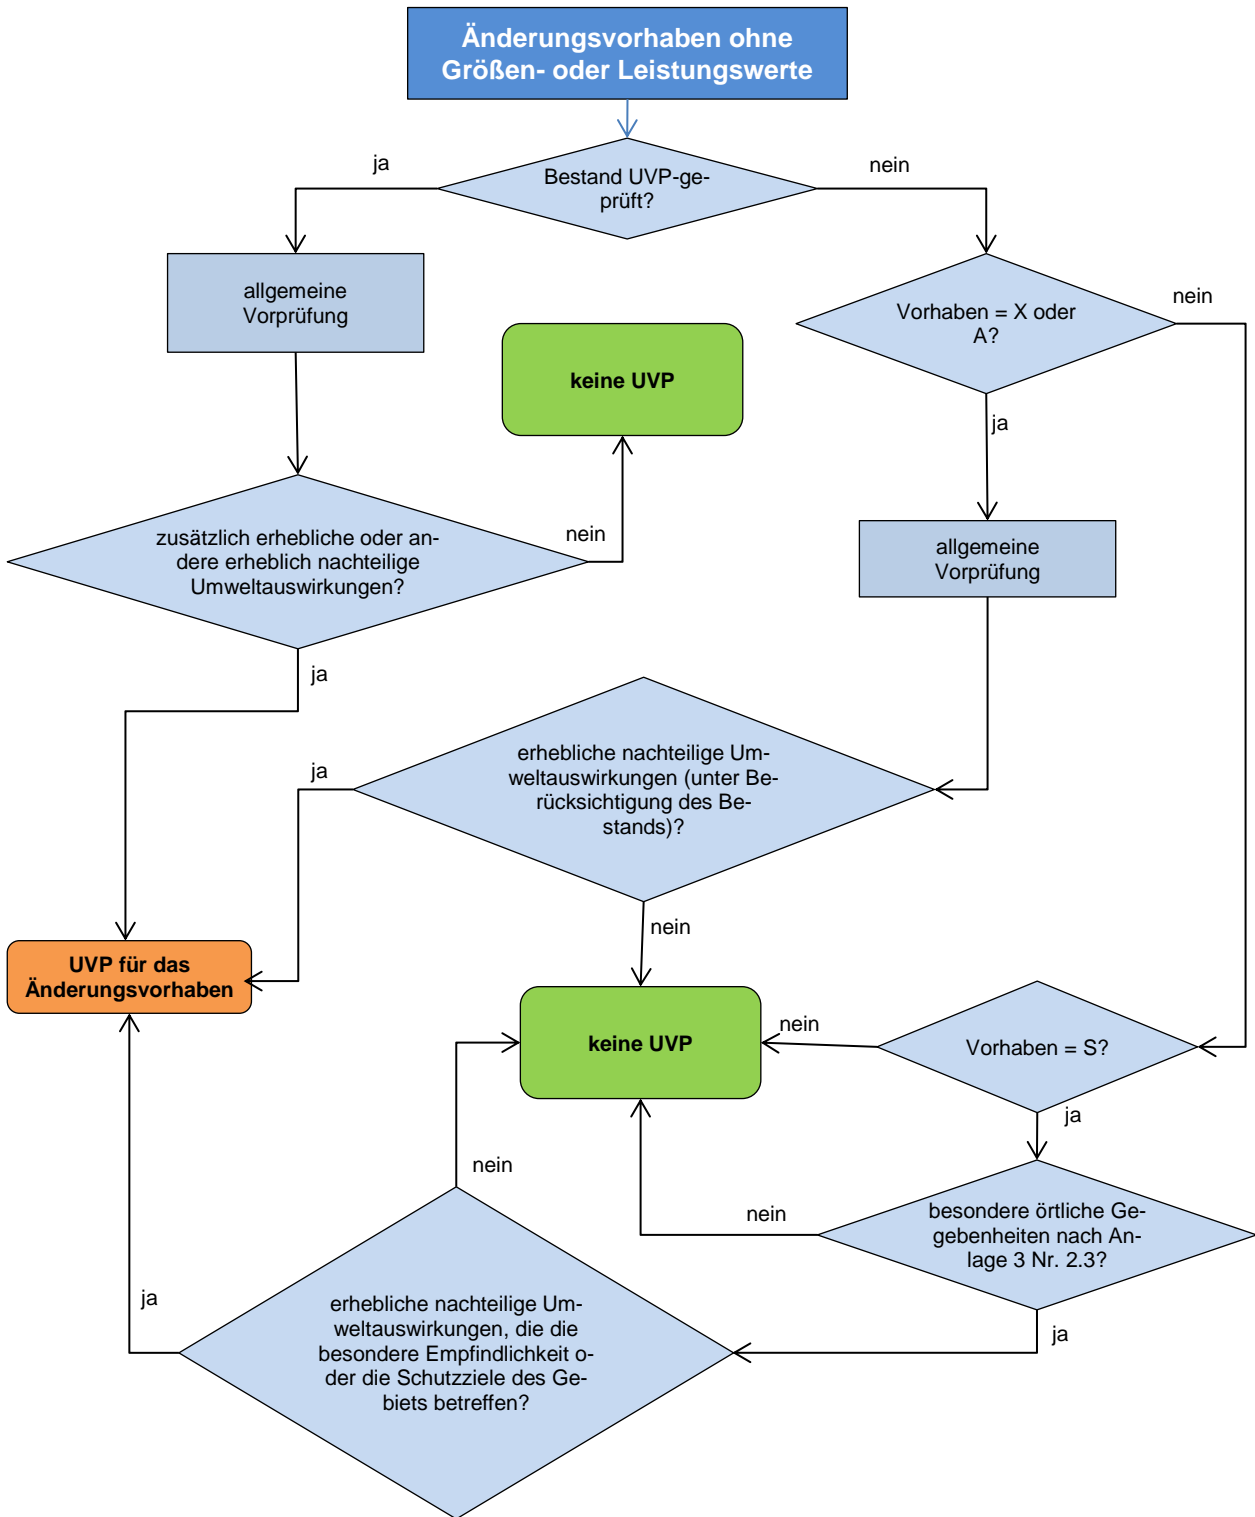 Änderungsvorhaben ohne
Größen- oder Leistungswerte
ja
nein
Bestand UVP-ge-
prüft?
allgemeine
Vorprüfung
Vorhaben = X oder
A?
nein
keine UVP
ja
zusätzlich erhebliche oder an-
dere erheblich nachteilige
Umweltauswirkungen?
nein
allgemeine
Vorprüfung
ja
erhebliche nachteilige Um-
weltauswirkungen (unter Be-
rücksichtigung des Be-
stands)?
ja
nein
UVP für das
Änderungsvorhaben
keine UVP
nein
Vorhaben = S?
ja
nein
nein
besondere örtliche Ge-
gebenheiten nach An-
lage 3 Nr. 2.3?
ja
erhebliche nachteilige Um-
weltauswirkungen, die die
besondere Empfindlichkeit o-
der die Schutzziele des Ge-
biets betreffen?
ja